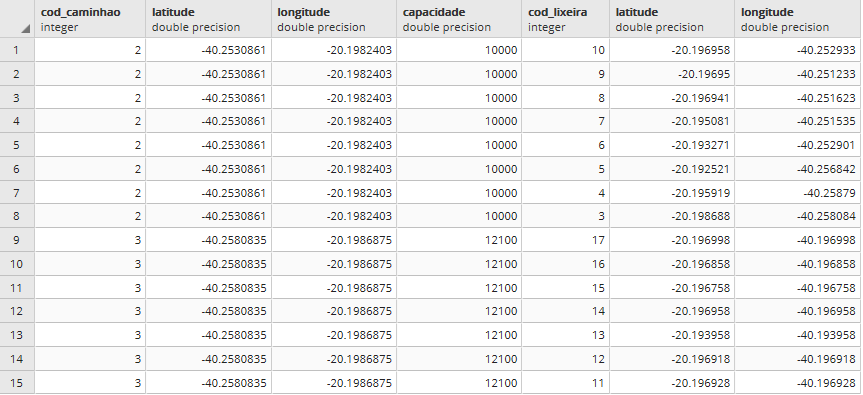 cod_caminhao latitude longitude capacidade cod_lixeira latitude longitude
integer double precision double precision double precision integer double precision double precision
1 2 -40.2530861 -20.1982403 10000 10 -20.196958 -40.252933
2 2 -40.2530861 -20.1982403 10000 9 -20.19695 -40.251233
3 2 -40.2530861 -20.1982403 10000 8 -20.196941 -40.251623
4 2 -40.2530861 -20.1982403 10000 7 -20.195081 -40.251535
5 2 -40.2530861 -20.1982403 10000 6 -20.193271 -40.252901
6 2 -40.2530861 -20.1982403 10000 5 -20.192521 -40.256842
7 2 -40.2530861 -20.1982403 10000 4 -20.195919 -40.25879
8 2 -40.2530861 -20.1982403 10000 3 -20.198688 -40.258084
9 3 -40.2580835 -20.1986875 12100 17 -20.196998 -40.196998
10 3 -40.2580835 -20.1986875 12100 16 -20.196858 -40.196858
11 3 -40.2580835 -20.1986875 12100 15 -20.196758 -40.196758
12 3 -40.2580835 -20.1986875 12100 14 -20.196958 -40.196958
13 3 -40.2580835 -20.1986875 12100 13 -20.193958 -40.193958
14 3 -40.2580835 -20.1986875 12100 12 -20.196918 -40.196918
15 3 -40.2580835 -20.1986875 12100 11 -20.196928 -40.196928